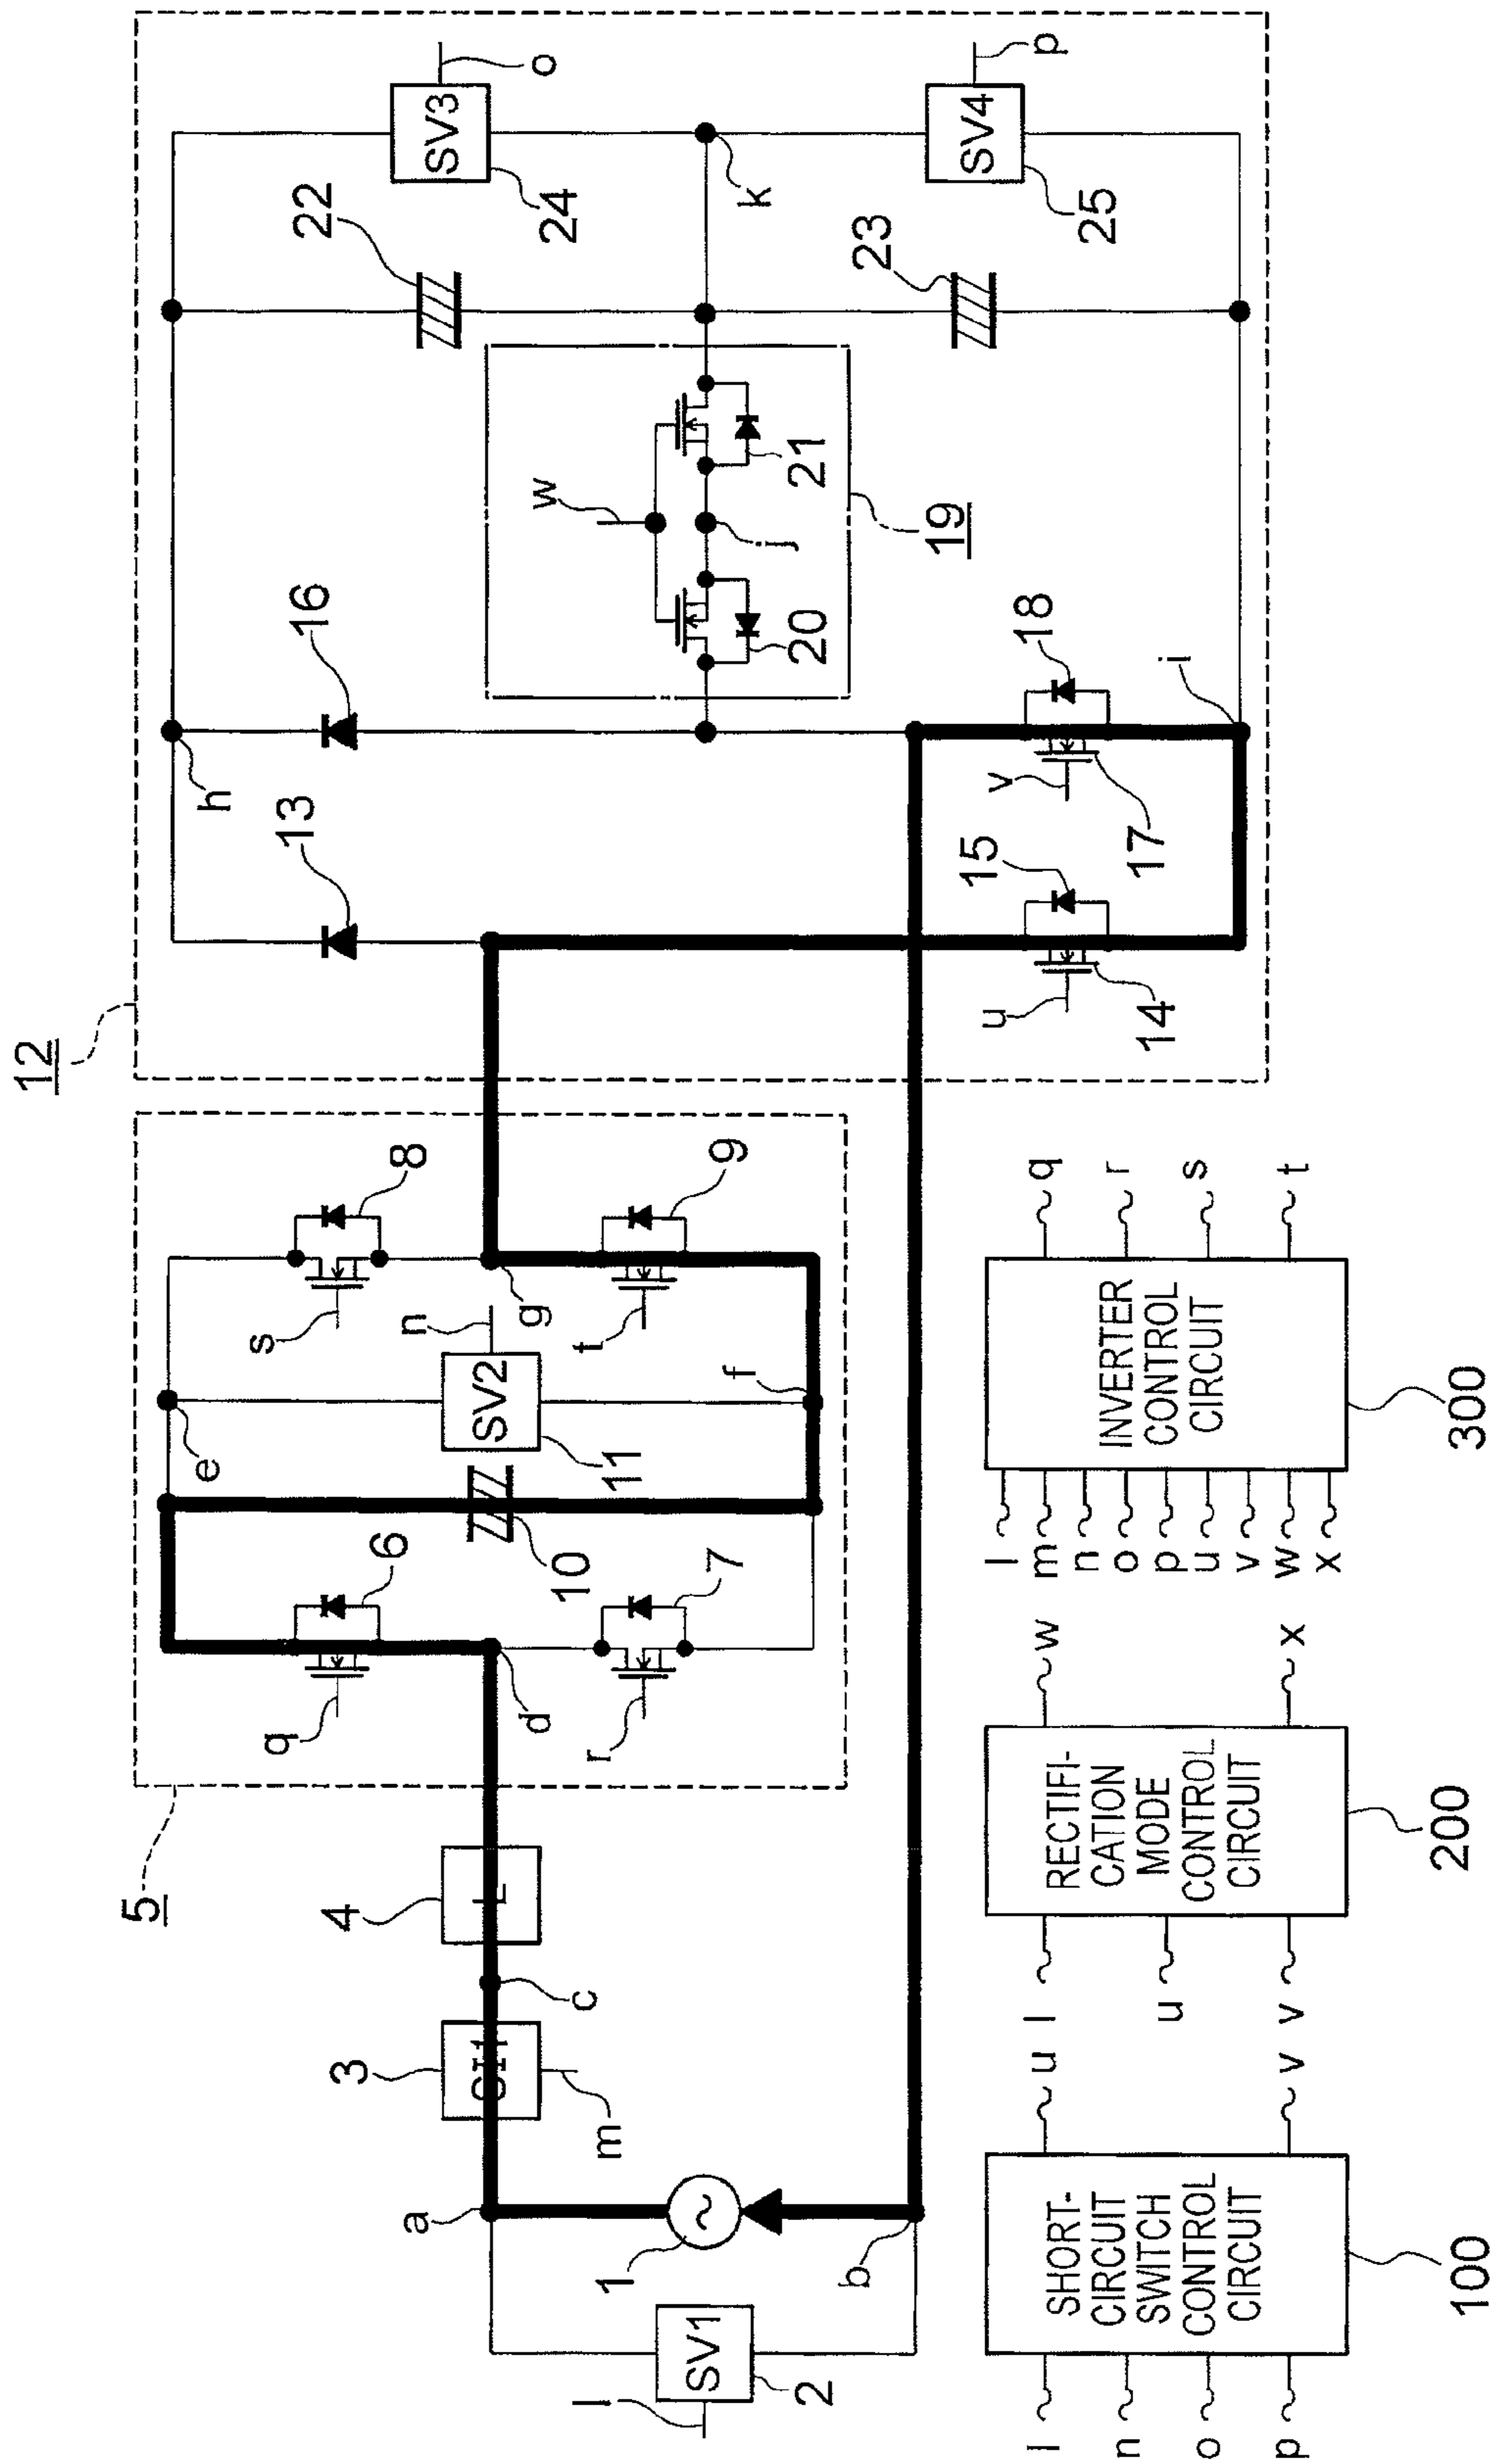 12
5
h
13
16
22
SV3
o
24
k
SV4
p
25
23
w
j
20
21
19
i
18
v
17
15
u
14
a
3
m
c
4
d
q
6
r
7
10
e
SV2
n
11
f
s
8
g
t
9
1
b
SV1
l
2
SHORT-
CIRCUIT
SWITCH
CONTROL
CIRCUIT
l
n
o
p
u
v
100
RECTIFI-
CATION
MODE
CONTROL
CIRCUIT
l
u
v
w
x
200
INVERTER
CONTROL
CIRCUIT
l
m
n
o
p
u
v
w
x
q
r
s
t
300